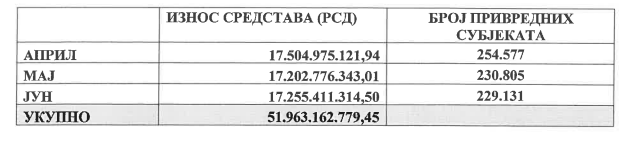 ИЗНОС СРЕДСТАВА (РСД) БРОЈ ПРИВРЕДНИХ
СУБЈЕКАТА
АПРИЛ 17.504.975.121,94 254.577
МАЈ 17.202.776.343,01 230.805
ЈУН 17.255.411.314,50 229.131
УКУПНО 51.963.162.779,45